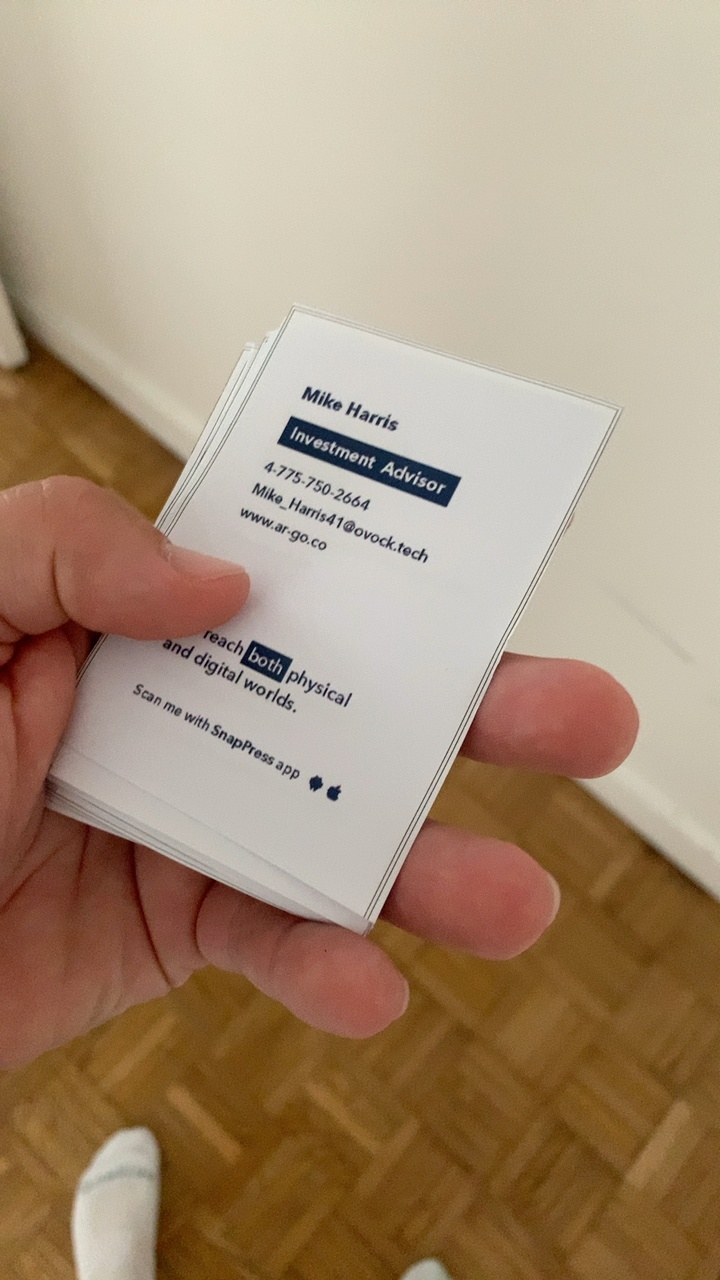 Mike Harris
Investment Advisor
4-775-750-2664
Mike_Harris41@ovock.tech
www.ar-go.co
reach both physical
and digital worlds.
Scan me with SnapPress app